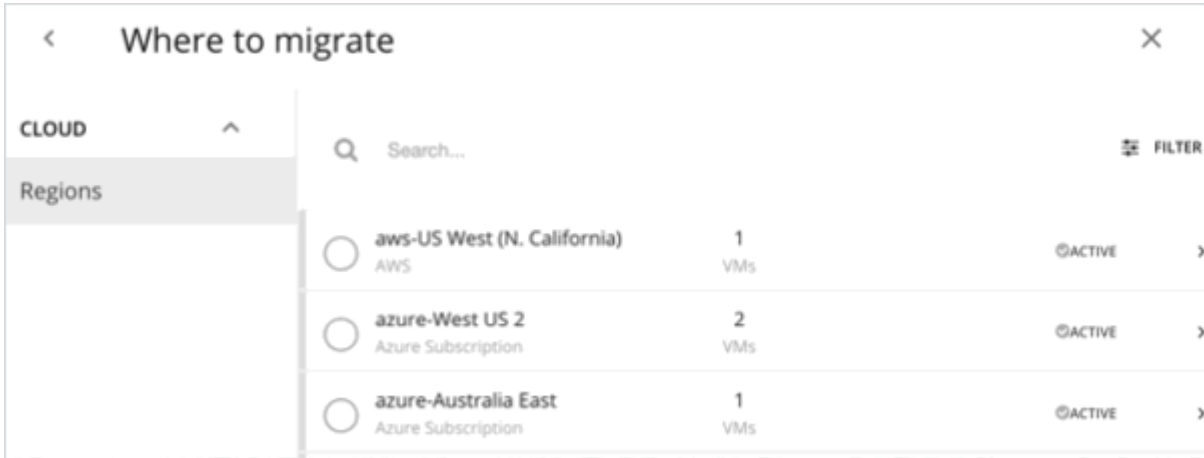 Where to migrate
CLOUD
Regions
Search...
FILTER
aws-US West (N. California)
AWS
1
VMs
ACTIVE
azure-West US 2
Azure Subscription
2
VMs
ACTIVE
azure-Australia East
Azure Subscription
1
VMs
ACTIVE